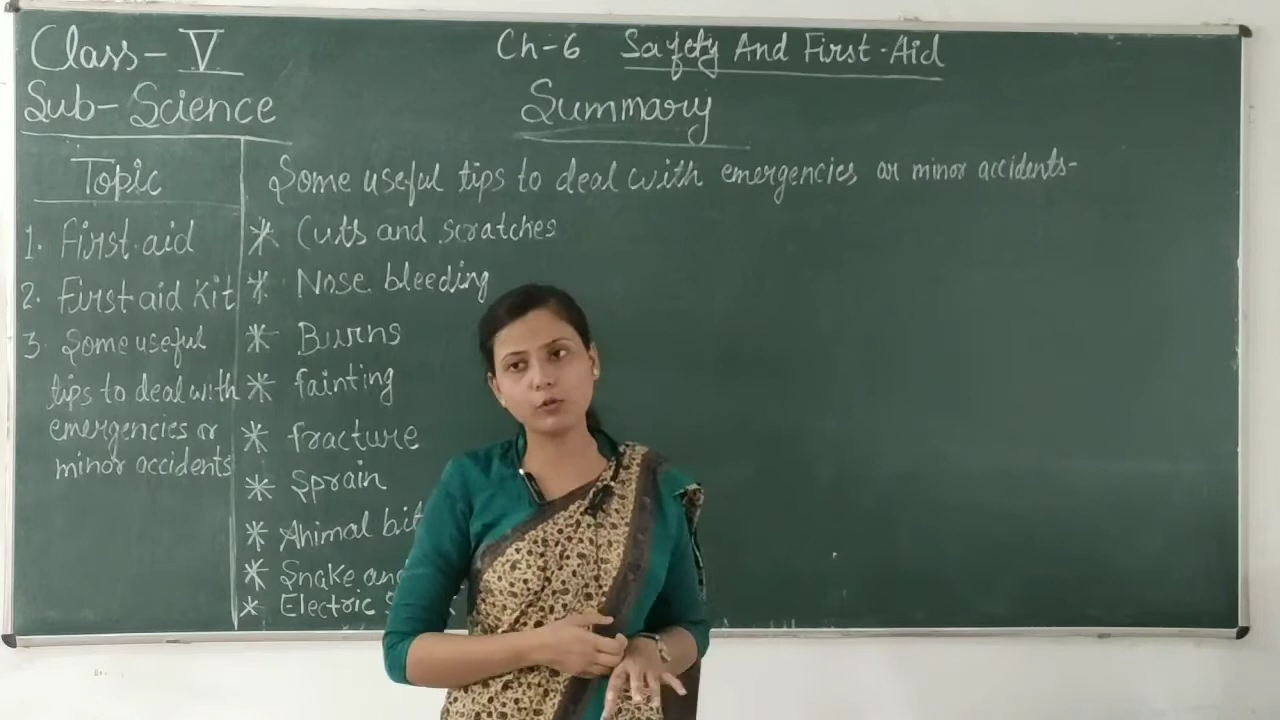 Class- V
Sub- Science
Ch-6 Safety And First-Aid
Summary
Topic
1. First aid
2. First aid Kit
3. Some useful
tips to deal with
emergencies or
minor accidents
Some useful tips to deal with emergencies or minor accidents-
* Cuts and scratches
* Nose bleeding
* Burns
* fainting
* fracture
* Sprain
* Animal
* Snake
* Electric